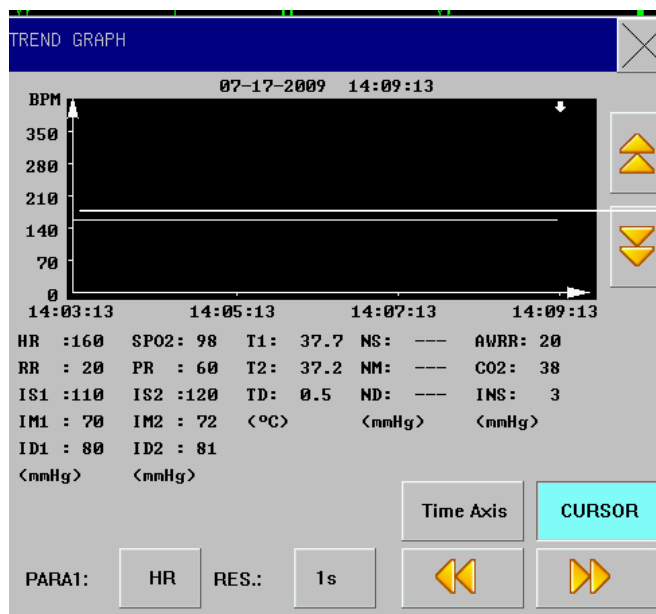 TREND GRAPH
07-17-2009 14:09:13
BPM
350
280
210
140
70
0
14:03:13 14:05:13 14:07:13 14:09:13
HR :160 SPO2: 98 T1: 37.7 NS: --- AWRR: 20
RR : 20 PR : 60 T2: 37.2 NM: --- CO2: 38
IS1 :110 IS2 :120 TD: 0.5 ND: --- INS: 3
IM1 : 70 IM2 : 72 (ºC) (mmHg) (mmHg)
ID1 : 80 ID2 : 81
(mmHg) (mmHg)
Time Axis CURSOR
PARA1: HR RES.: 1s